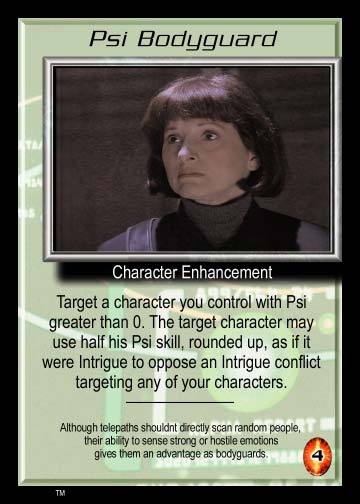 Psi Bodyguard
Character Enhancement
Target a character you control with Psi
greater than 0. The target character may
use half his Psi skill, rounded up, as if it
were Intrigue to oppose an Intrigue conflict
targeting any of your characters.
Although telepaths shouldnt directly scan random people,
their ability to sense strong or hostile emotions
gives them an advantage as bodyguards.
4
TM